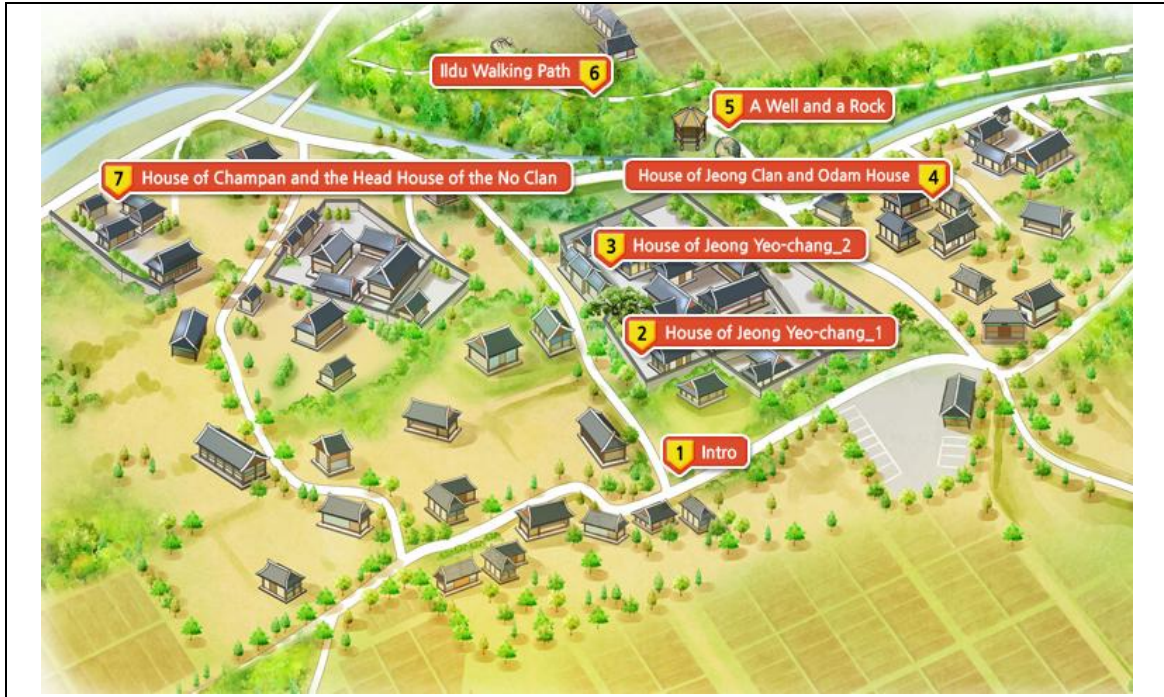 Ildu Walking Path 6
5 A Well and a Rock
7 House of Champan and the Head House of the No Clan
House of Jeong Clan and Odam House 4
3 House of Jeong Yeo-chang_2
2 House of Jeong Yeo-chang_1
1 Intro